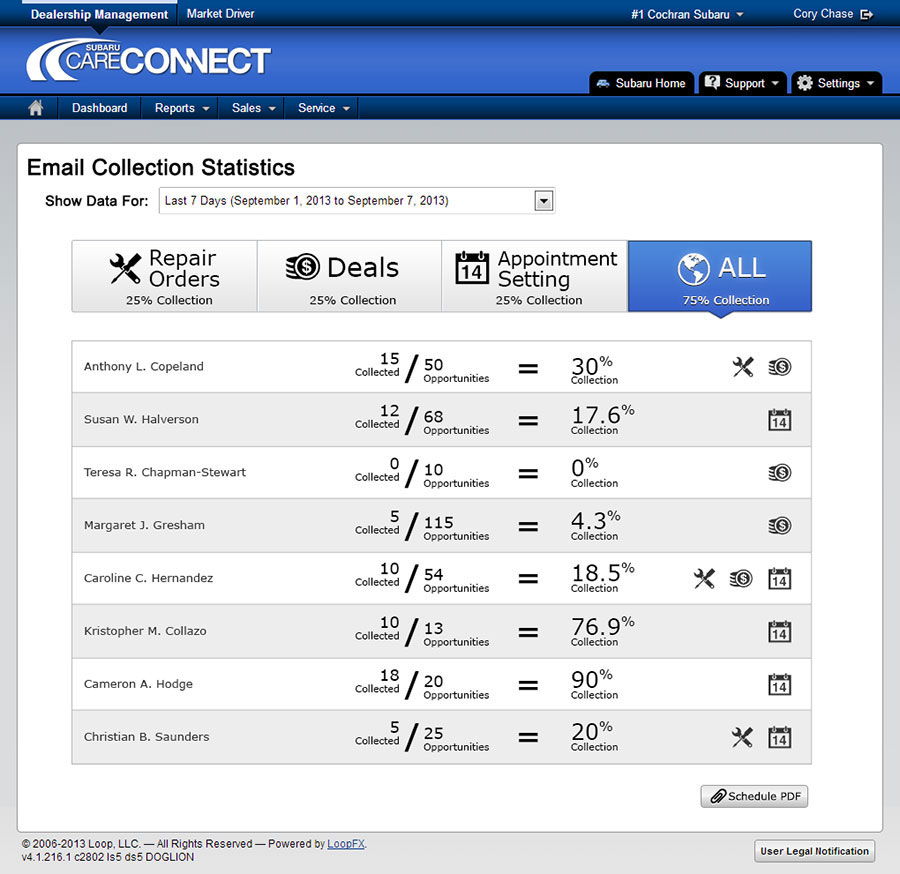 Dealership Management
Market Driver
#1 Cochran Subaru
Cory Chase
SUBARU
CARECONNECT
Subaru Home
Support
Settings
Dashboard
Reports
Sales
Service
Email Collection Statistics
Show Data For:
Last 7 Days (September 1, 2013 to September 7, 2013)
Repair
Orders
25% Collection
Deals
25% Collection
14
Appointment
Setting
25% Collection
ALL
75% Collection
Anthony L. Copeland
15
Collected
/
50
Opportunities
=
30%
Collection
Susan W. Halverson
12
Collected
/
68
Opportunities
=
17.6%
Collection
14
Teresa R. Chapman-Stewart
0
Collected
/
10
Opportunities
=
0%
Collection
Margaret J. Gresham
5
Collected
/
115
Opportunities
=
4.3%
Collection
Caroline C. Hernandez
10
Collected
/
54
Opportunities
=
18.5%
Collection
14
Kristopher M. Collazo
10
Collected
/
13
Opportunities
=
76.9%
Collection
14
Cameron A. Hodge
18
Collected
/
20
Opportunities
=
90%
Collection
14
Christian B. Saunders
5
Collected
/
25
Opportunities
=
20%
Collection
14
Schedule PDF
© 2006-2013 Loop, LLC. — All Rights Reserved — Powered by LoopFX.
v4.1.216.1 c2802 ls5 ds5 DOGLION
User Legal Notification